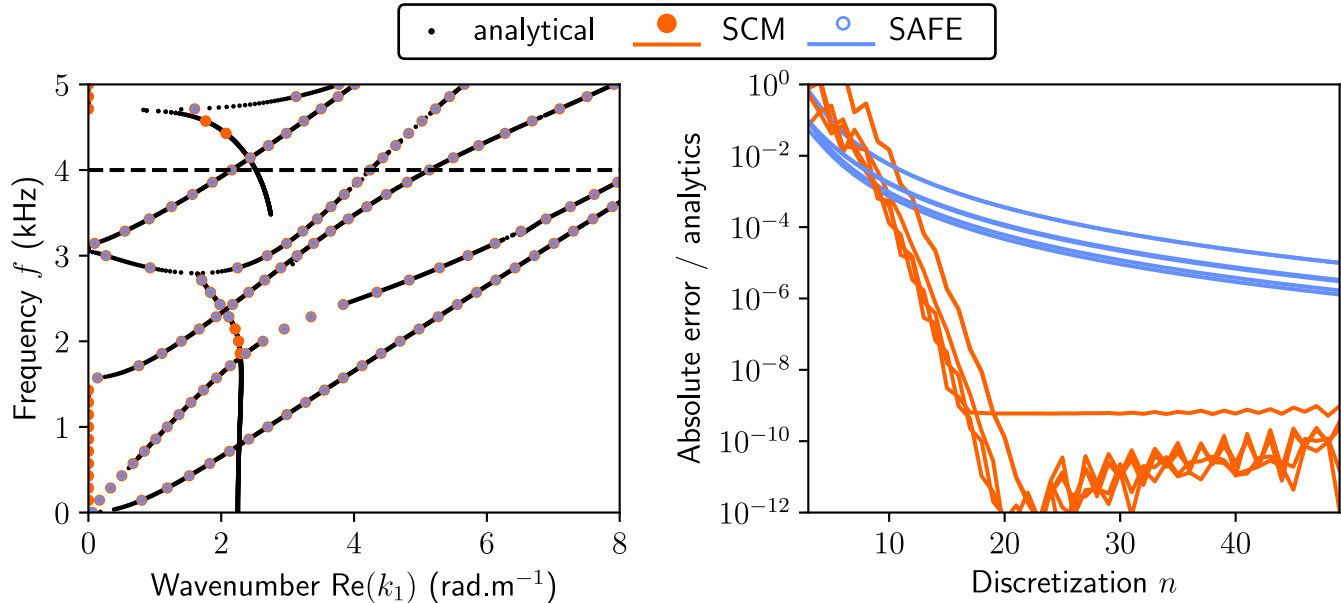 analytical SCM SAFE
5
4
3
2
1
0
Frequency f (kHz)
0 2 4 6 8
Wavenumber Re(k₁) (rad.m⁻¹)
10⁰
10⁻²
10⁻⁴
10⁻⁶
10⁻⁸
10⁻¹⁰
10⁻¹²
Absolute error / analytics
10 20 30 40
Discretization n